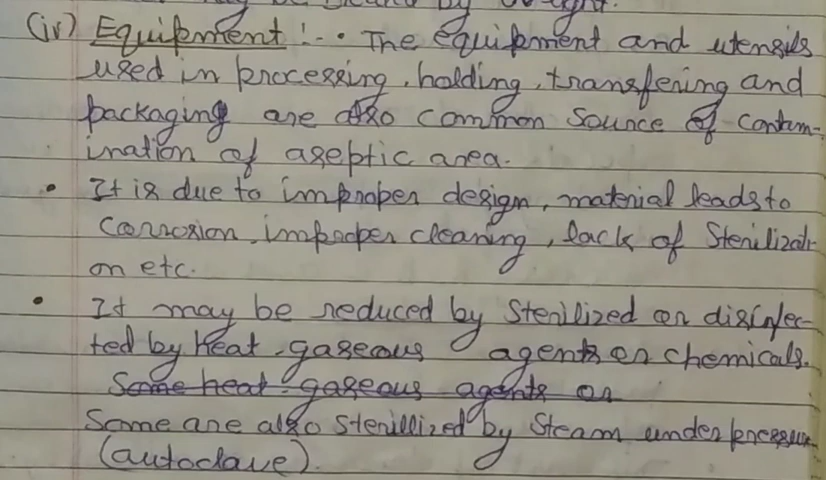 (iv) Equipment :- • The equipment and utensils
used in processing, holding, transfering and
packaging are also common source of contam-
ination of aseptic area.
• It is due to improper design, material leads to
Corrosion, improper cleaning, lack of Sterilizati-
on etc.
• It may be reduced by Sterilized or disinfec-
ted by heat, gaseous agents or chemicals.
Some heat, gaseous agents or
Some are also sterillized by Steam under pressure
(autoclave).